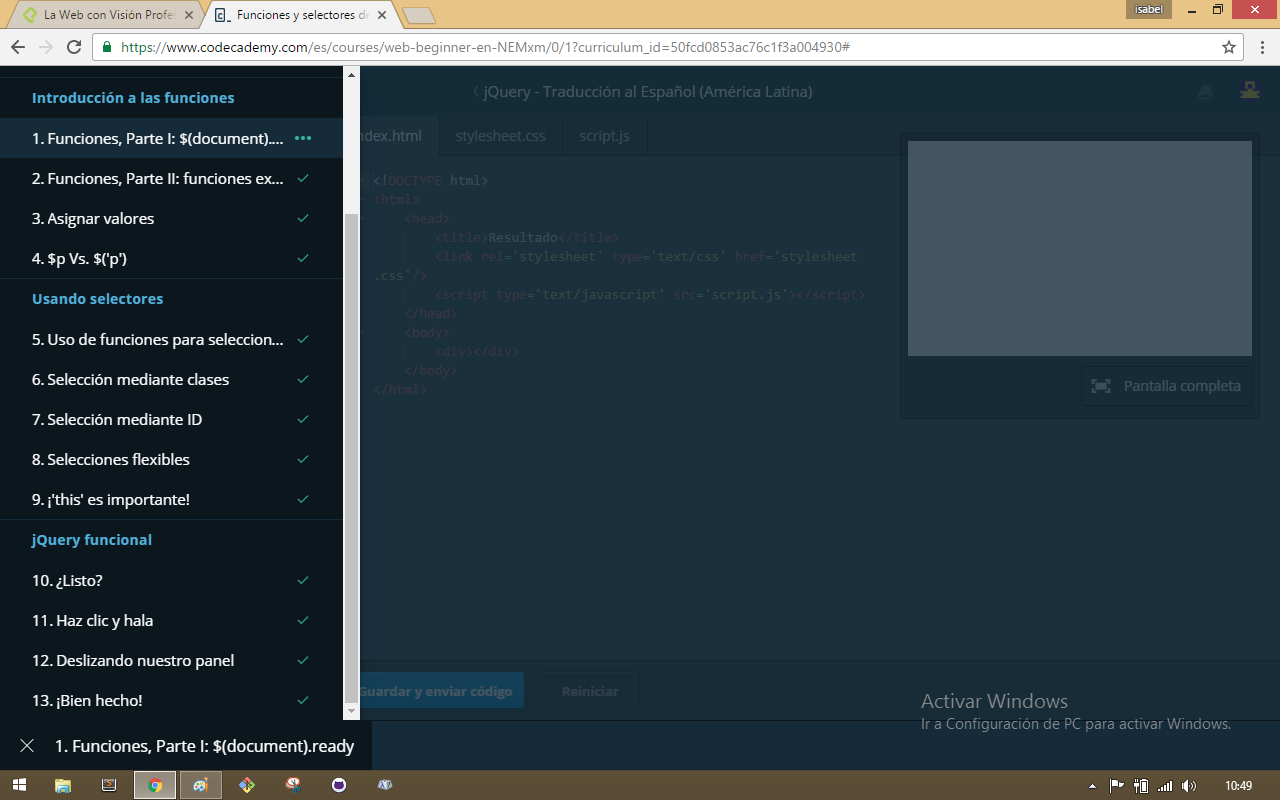 La Web con Visión Profes
Funciones y selectores de
isabel
https://www.codecademy.com/es/courses/web-beginner-en-NEMxm/0/1?curriculum_id=50fcd0853ac76c1f3a004930#
Introducción a las funciones
1. Funciones, Parte I: $(document)....
2. Funciones, Parte II: funciones ex...
3. Asignar valores
4. $p Vs. $('p')
Usando selectores
5. Uso de funciones para seleccion...
6. Selección mediante clases
7. Selección mediante ID
8. Selecciones flexibles
9. ¡'this' es importante!
jQuery funcional
10. ¿Listo?
11. Haz clic y hala
12. Deslizando nuestro panel
13. ¡Bien hecho!
1. Funciones, Parte I: $(document).ready
jQuery - Traducción al Español (América Latina)
ndex.html stylesheet.css script.js
<!DOCTYPE html>
<html>
<head>
<title>Resultado</title>
<link rel='stylesheet' type='text/css' href='stylesheet
.css'/>
<script type='text/javascript' src='script.js'></script>
</head>
<body>
<div></div>
</body>
</html>
Pantalla completa
Guardar y enviar código Reiniciar
Activar Windows
Ir a Configuración de PC para activar Windows.
10:49